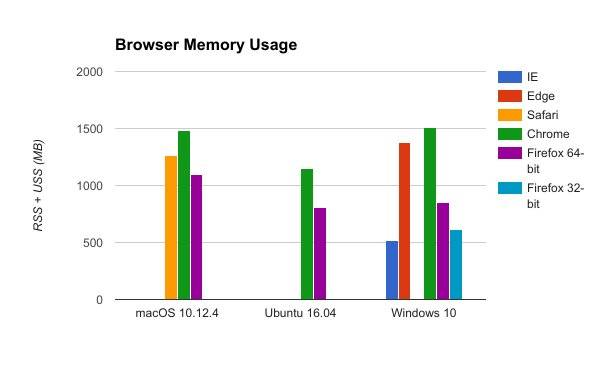 Browser Memory Usage
2000
1500
1000
500
0
RSS + USS (MB)
macOS 10.12.4
Ubuntu 16.04
Windows 10
IE
Edge
Safari
Chrome
Firefox 64-
bit
Firefox 32-
bit